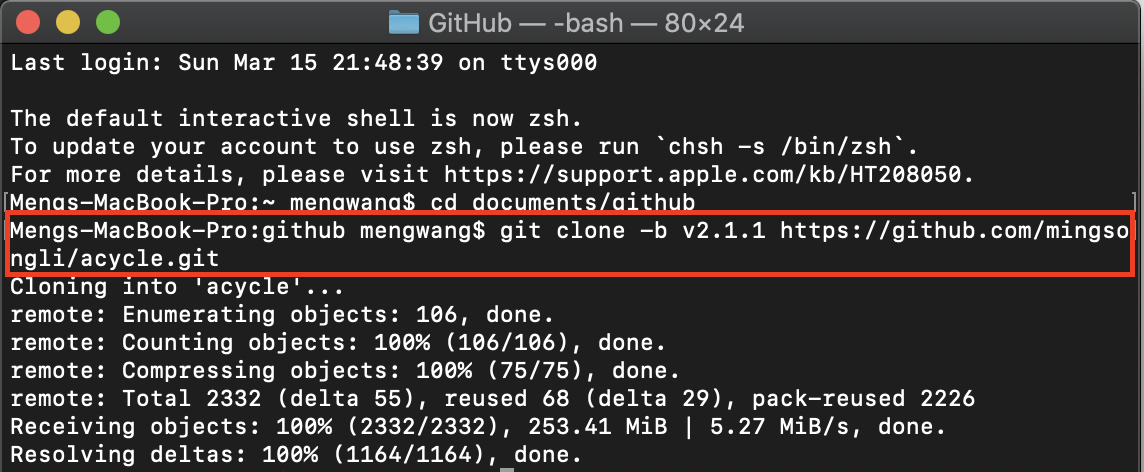 GitHub — -bash — 80×24
Last login: Sun Mar 15 21:48:39 on ttys000
The default interactive shell is now zsh.
To update your account to use zsh, please run `chsh -s /bin/zsh`.
For more details, please visit https://support.apple.com/kb/HT208050.
[Mengs-MacBook-Pro:~ mengwang$ cd documents/github ]
[Mengs-MacBook-Pro:github mengwang$ git clone -b v2.1.1 https://github.com/mingso]
ngli/acycle.git
Cloning into 'acycle'...
remote: Enumerating objects: 106, done.
remote: Counting objects: 100% (106/106), done.
remote: Compressing objects: 100% (75/75), done.
remote: Total 2332 (delta 55), reused 68 (delta 29), pack-reused 2226
Receiving objects: 100% (2332/2332), 253.41 MiB | 5.27 MiB/s, done.
Resolving deltas: 100% (1164/1164), done.